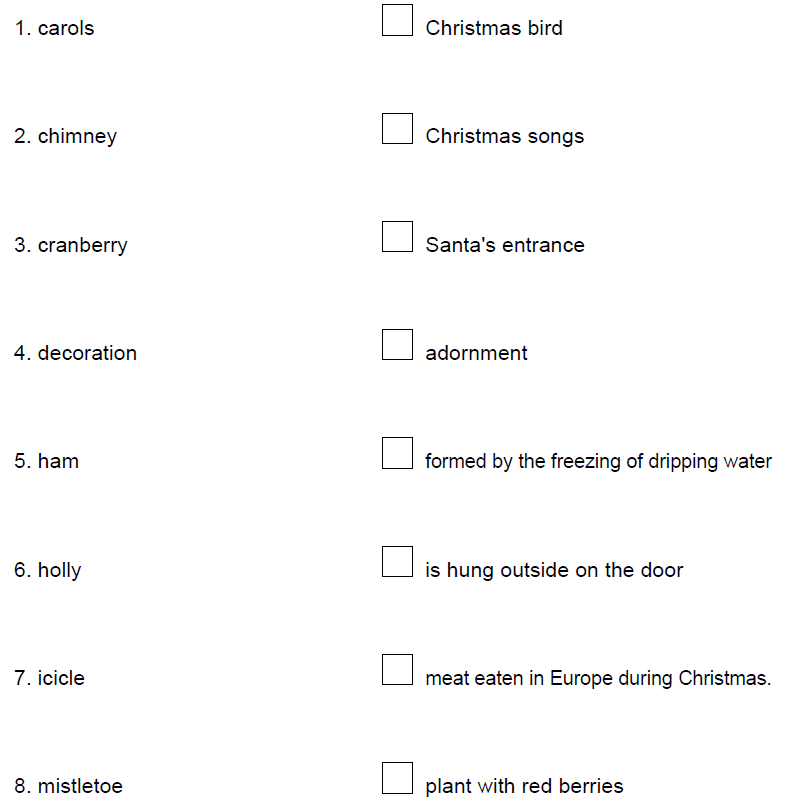 1. carols Christmas bird
2. chimney Christmas songs
3. cranberry Santa's entrance
4. decoration adornment
5. ham formed by the freezing of dripping water
6. holly is hung outside on the door
7. icicle meat eaten in Europe during Christmas.
8. mistletoe plant with red berries